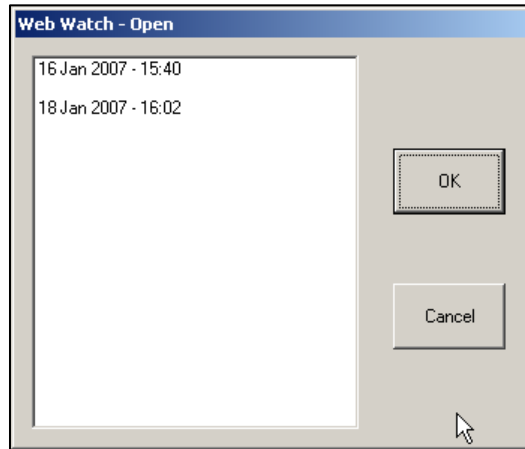 Web Watch - Open
16 Jan 2007 - 15:40
18 Jan 2007 - 16:02
OK
Cancel